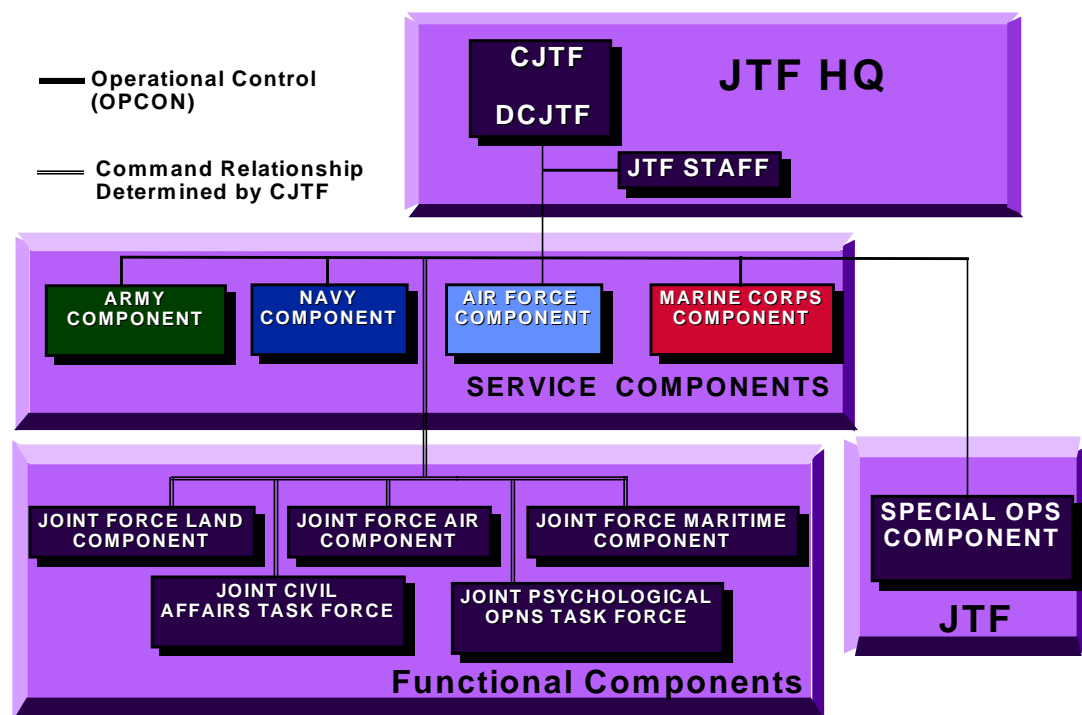 Operational Control
(OPCON)
Command Relationship
Determined by CJTF
CJTF
DCJTF
JTF HQ
JTF STAFF
ARMY
COMPONENT
NAVY
COMPONENT
AIR FORCE
COMPONENT
MARINE CORPS
COMPONENT
SERVICE COMPONENTS
JOINT FORCE LAND
COMPONENT
JOINT FORCE AIR
COMPONENT
JOINT FORCE MARITIME
COMPONENT
JOINT CIVIL
AFFAIRS TASK FORCE
JOINT PSYCHOLOGICAL
OPNS TASK FORCE
Functional Components
SPECIAL OPS
COMPONENT
JTF